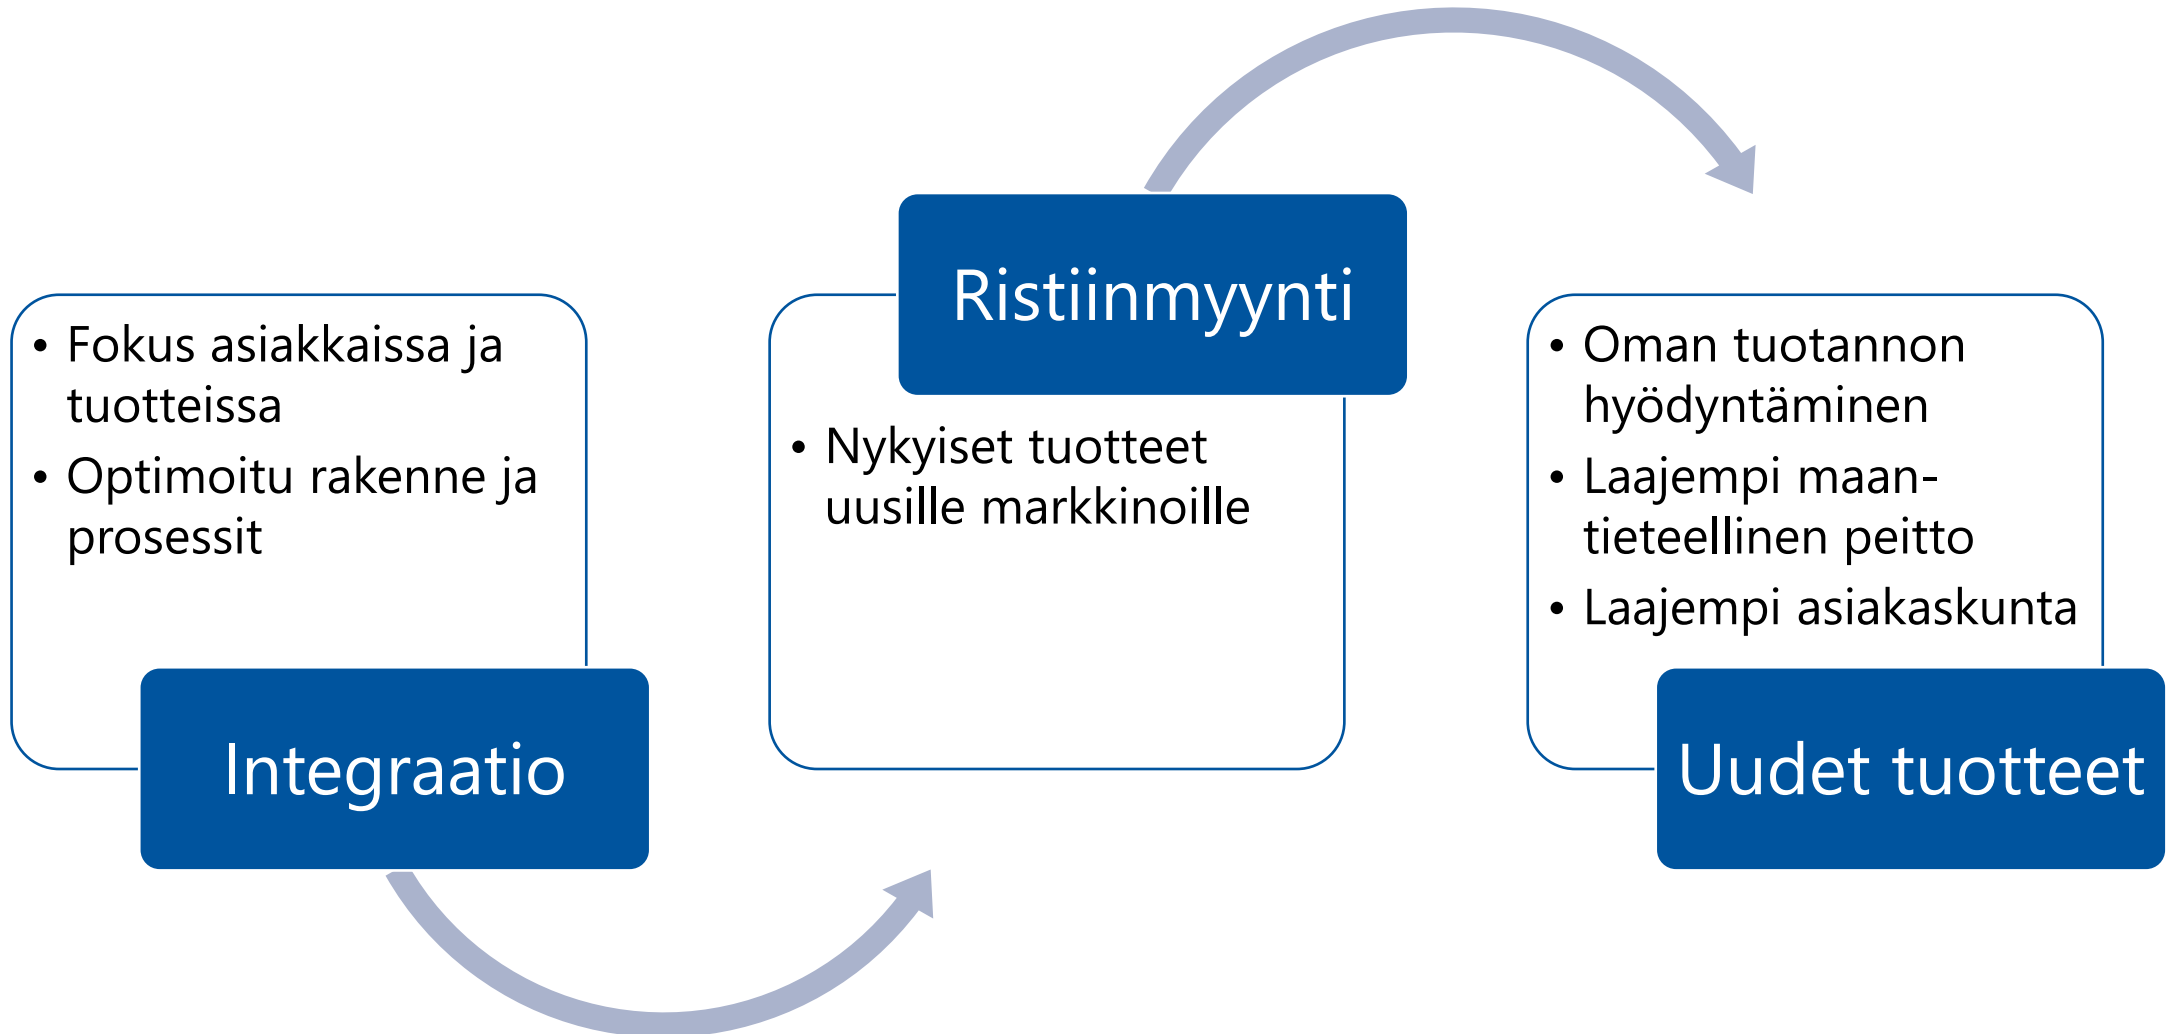 • Fokus asiakkaissa ja
tuotteissa
• Optimoitu rakenne ja
prosessit
Integraatio
Ristiinmyynti
• Nykyiset tuotteet
uusille markkinoille
• Oman tuotannon
hyödyntäminen
• Laajempi maan-
tieteellinen peitto
• Laajempi asiakaskunta
Uudet tuotteet